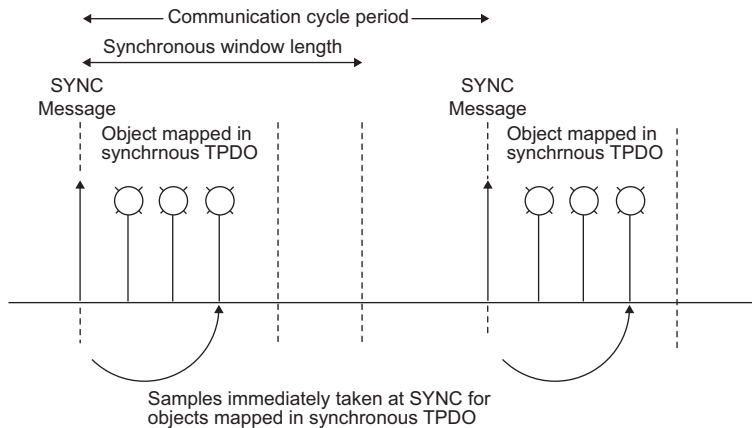 Communication cycle period
Synchronous window length
SYNC
Message
Object mapped in
synchrnous TPDO
SYNC
Message
Object mapped in
synchrnous TPDO
Samples immediately taken at SYNC for
objects mapped in synchronous TPDO